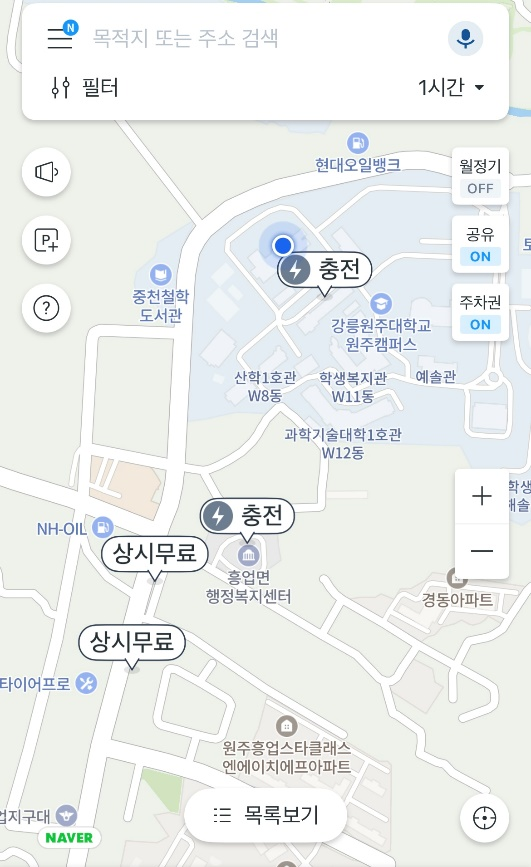 N
목적지 또는 주소 검색
필터
1시간
현대오일뱅크
월정기
OFF
P+
공유
ON
충전
중천철학
도서관
?
주차권
ON
강릉원주대학교
원주캠퍼스
산학1호관
W8동
학생복지관
W11동
예솔관
과학기술대학1호관
W12동
충전
NH-OIL
상시무료
흥업면
행정복지센터
경동아파트
상시무료
타이어프로
원주흥업스타클래스
엔에이치에프아파트
목록보기
업지구대
NAVER